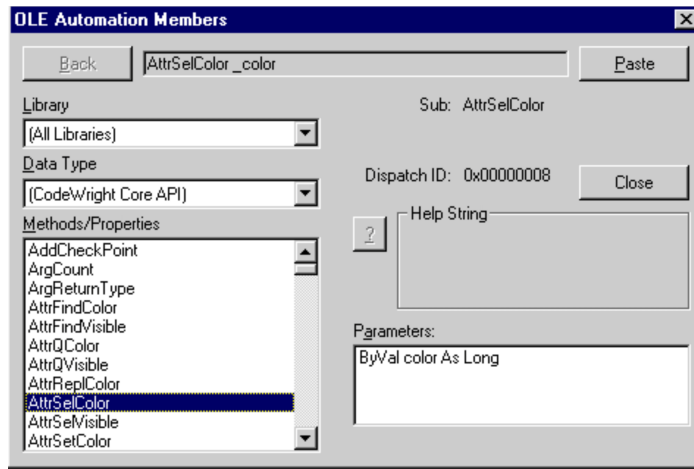 OLE Automation Members
Back
AttrSelColor _color
Paste
Library
(All Libraries)
Sub: AttrSelColor
Data Type
(CodeWright Core API)
Dispatch ID: 0x00000008
Close
Methods/Properties
AddCheckPoint
ArgCount
ArgReturnType
AttrFindColor
AttrFindVisible
AttrQColor
AttrQVisible
AttrReplColor
AttrSelColor
AttrSelVisible
AttrSetColor
?
Help String
Parameters:
ByVal color As Long